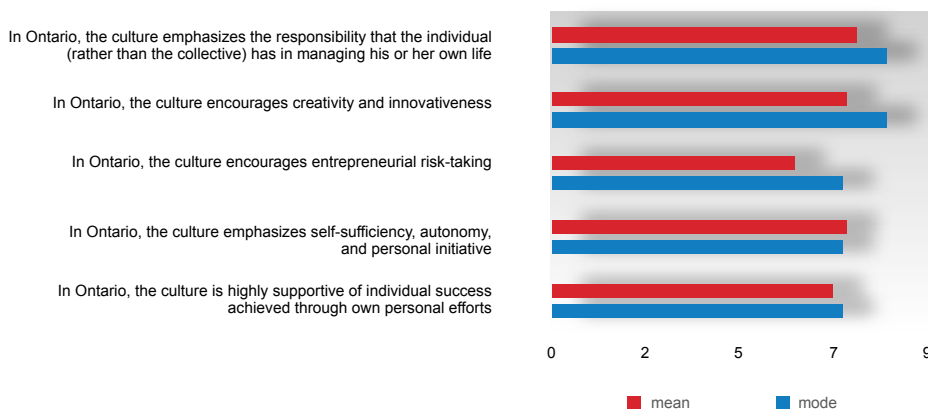 In Ontario, the culture emphasizes the responsibility that the individual
(rather than the collective) has in managing his or her own life
In Ontario, the culture encourages creativity and innovativeness
In Ontario, the culture encourages entrepreneurial risk-taking
In Ontario, the culture emphasizes self-sufficiency, autonomy,
and personal initiative
In Ontario, the culture is highly supportive of individual success
achieved through own personal efforts
0 2 5 7 9
mean mode